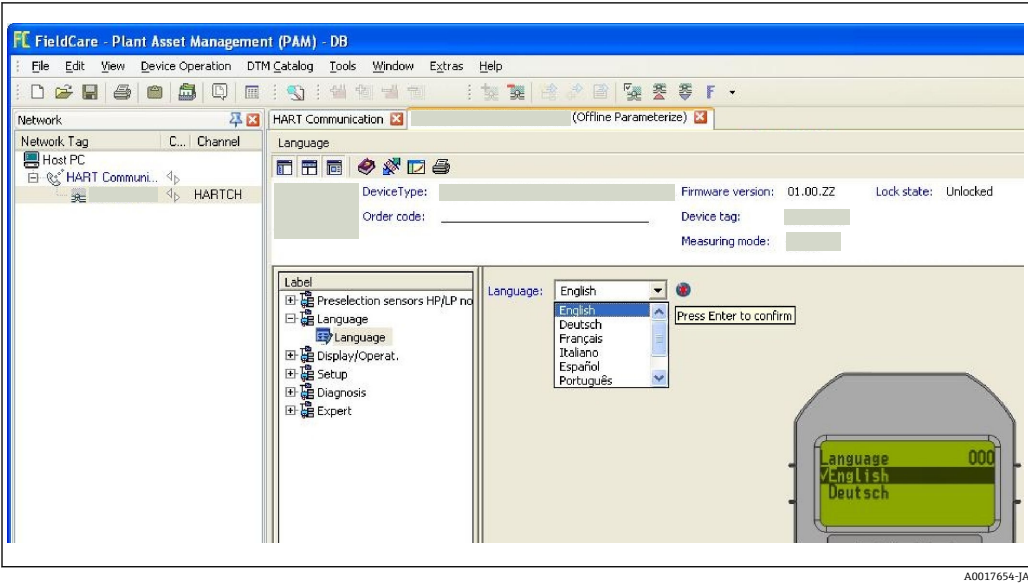 FC FieldCare - Plant Asset Management (PAM) - DB
File Edit View Device Operation DTM Catalog Tools Window Extras Help
F
Network
HART Communication
(Offline Parameterize)
Network Tag C... Channel
Host PC
HART Communi...
HARTCH
Language
DeviceType:
Firmware version: 01.00.ZZ
Lock state: Unlocked
Order code:
Device tag:
Measuring mode:
Label
Preselection sensors HP/LP no
Language
Language
Display/Operat.
Setup
Diagnosis
Expert
Language: English
English
Deutsch
Français
Italiano
Español
Português
Press Enter to confirm
Language 000
✓English
Deutsch
A0017654-JA